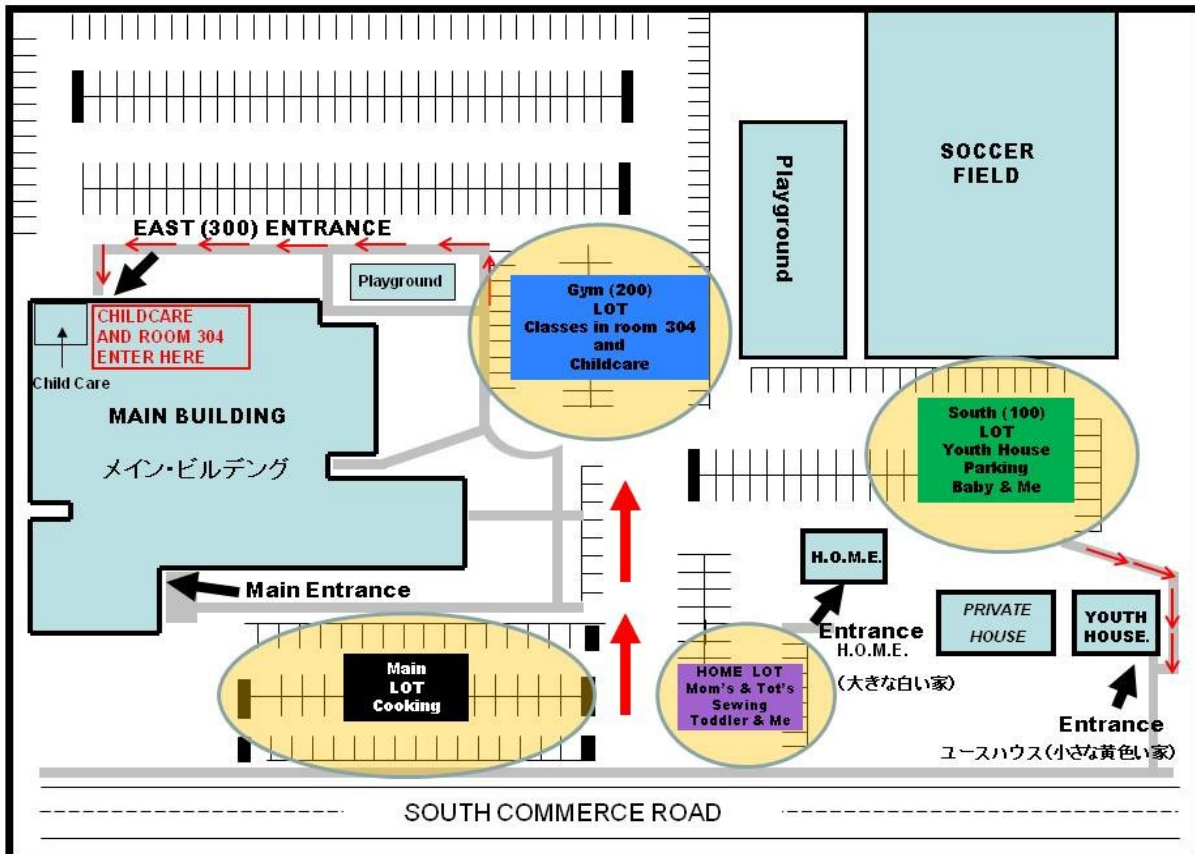 SOCCER
FIELD
Playground
EAST (300) ENTRANCE
Playground
Gym (200)
LOT
Classes in room 304
and
Childcare
CHILDCARE
AND ROOM 304
ENTER HERE
Child Care
MAIN BUILDING
メイン・ビルデング
South (100)
LOT
Youth House
Parking
Baby & Me
H.O.M.E.
Main Entrance
PRIVATE
HOUSE
YOUTH
HOUSE.
Entrance
H.O.M.E.
(大きな白い家)
Main
LOT
Cooking
HOME LOT
Mom's & Tot's
Sewing
Toddler & Me
Entrance
ユースハウス(小さな黄色い家)
SOUTH COMMERCE ROAD